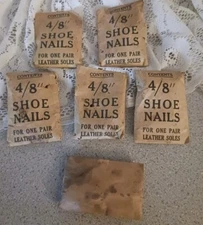 CONTENTS
4/8"
SHOE
NAILS
FOR ONE PAIR
LEATHER SOLES
CONTENTS
4/8"
SHOE
NAILS
FOR ONE PAIR
LEATHER SOLES
CONTENTS
4/8"
SHOE
NAILS
FOR ONE PAIR
LEATHER SOLES
CONTENTS
4/8"
SHOE
NAILS
FOR ONE PAIR
LEATHER SOLES
CONTENTS
4/8"
SHOE
NAILS
FOR ONE PAIR
LEATHER SOLES